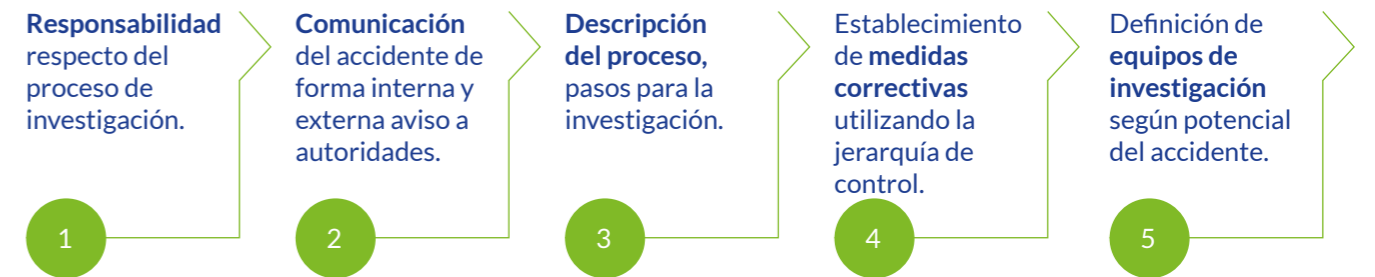 Responsabilidad
respecto del
proceso de
investigación.
1
Comunicación
del accidente de
forma interna y
externa aviso a
autoridades.
2
Descripción
del proceso,
pasos para la
investigación.
3
Establecimiento
de medidas
correctivas
utilizando la
jerarquía de
control.
4
Definición de
equipos de
investigación
según potencial
del accidente.
5